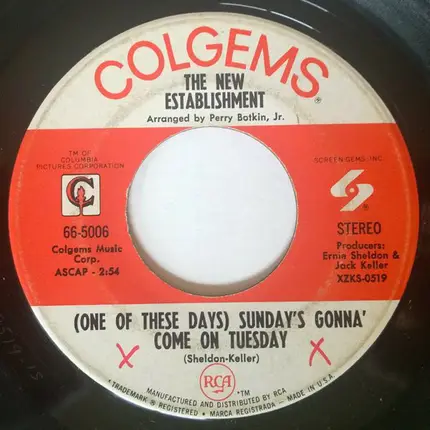 COLGEMS®
THE NEW
ESTABLISHMENT
Arranged by Perry Botkin, Jr.
TM OF
COLUMBIA
PICTURES CORPORATION
SCREEN-GEMS, INC.
C
66-5006
Colgems Music
Corp.
ASCAP - 2:54
STEREO
Producers:
Ernie Sheldon &
Jack Keller
XZKS-0519
(ONE OF THESE DAYS) SUNDAY'S GONNA'
COME ON TUESDAY
(Sheldon-Keller)
X
X
RCA
*TM
MANUFACTURED AND DISTRIBUTED BY RCA
*TRADEMARK ® REGISTERED • MARCA REGISTRADA — MADE IN U.S.A.